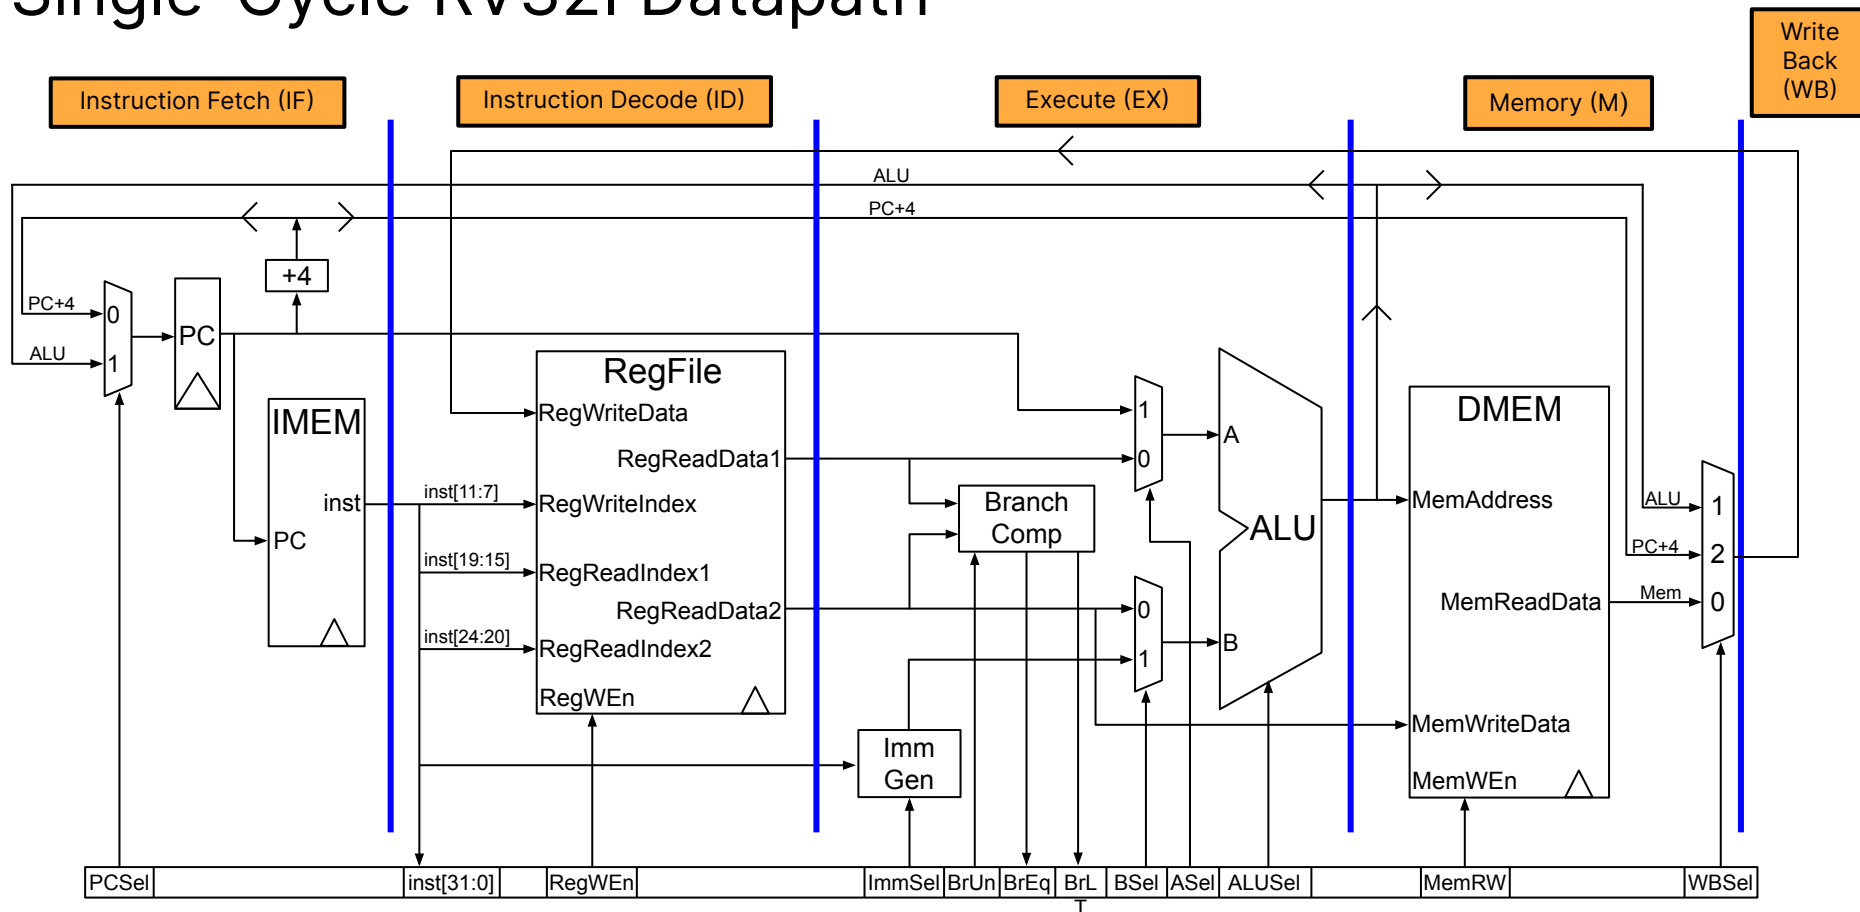 Single-Cycle RV32I Datapath
Write
Back
(WB)
Instruction Fetch (IF)
Instruction Decode (ID)
Execute (EX)
Memory (M)
ALU
PC+4
+4
PC+4
0
PC
ALU
1
IMEM
inst
PC
inst[11:7]
inst[19:15]
inst[24:20]
RegFile
RegWriteData
RegReadData1
RegWriteIndex
RegReadIndex1
RegReadData2
RegReadIndex2
RegWEn
Imm
Gen
Branch
Comp
1
0
0
1
A
ALU
B
DMEM
MemAddress
MemReadData
MemWriteData
MemWEn
ALU
PC+4
Mem
1
2
0
PCSel
inst[31:0]
RegWEn
ImmSel
BrUn
BrEq
BrL
T
BSel
ASel
ALUSel
MemRW
WBSel